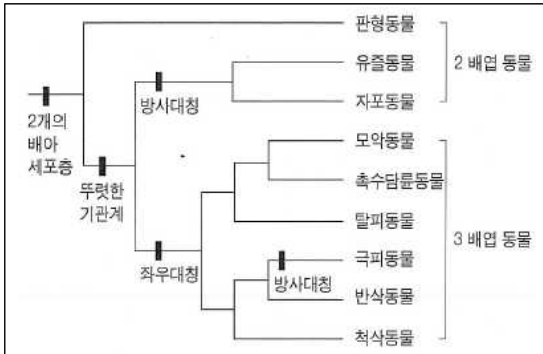 판형동물
유즐동물
자포동물
2 배엽 동물
방사대칭
2개의
배아
세포층
뚜렷한
기관계
모악동물
촉수담륜동물
탈피동물
3 배엽 동물
좌우대칭
극피동물
방사대칭
반삭동물
척삭동물